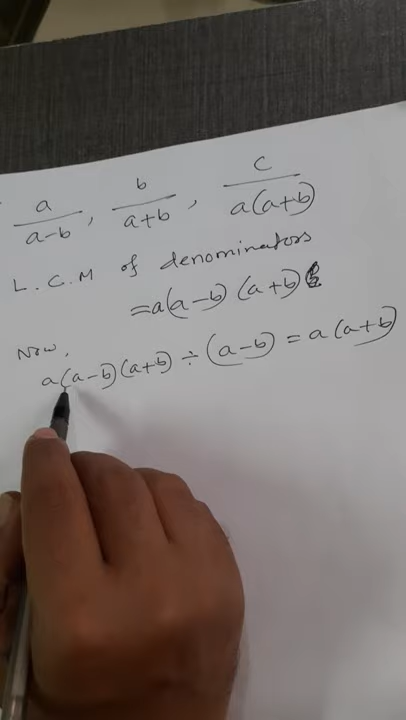 a/(a-b), b/(a+b), c/(a(a+b))
L.C.M of denominators
=a(a-b) (a+b)
Now,
a(a-b)(a+b) ÷ (a-b) = a(a+b)